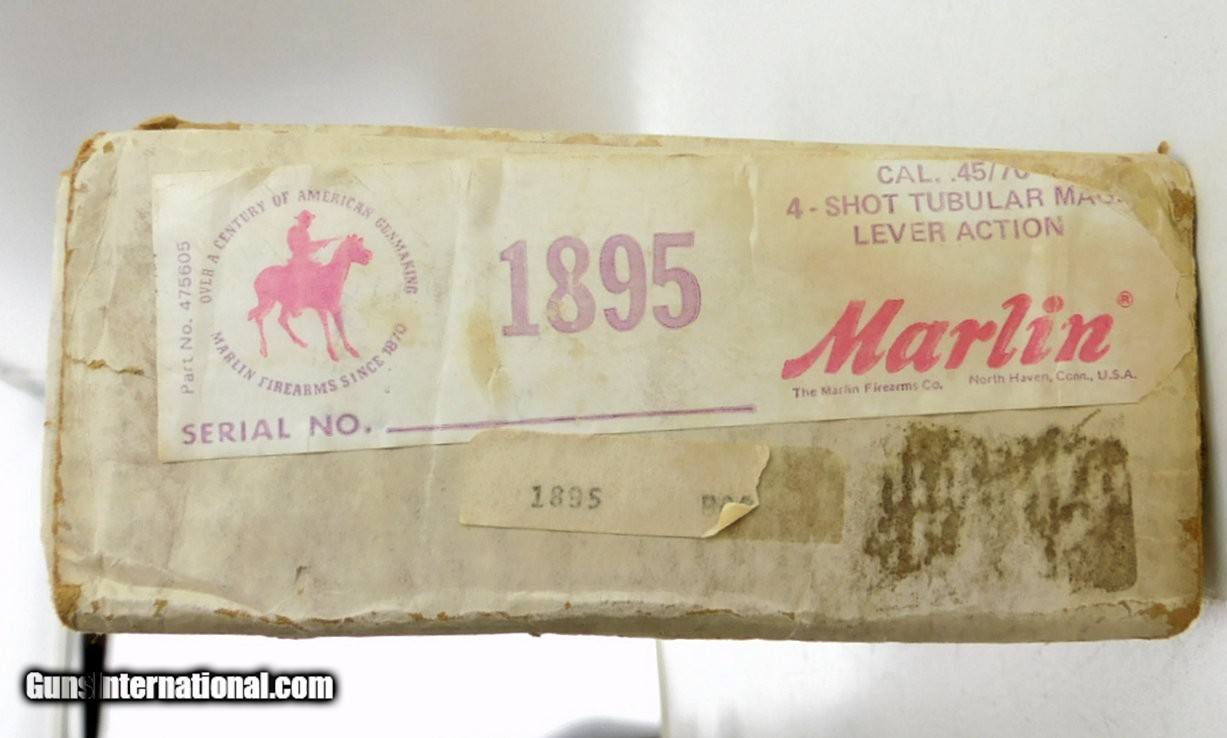 Part No. 475605
OVER A CENTURY OF AMERICAN GUNMAKING
MARLIN FIREARMS SINCE 1870
SERIAL NO.
1895
CAL. .45/70
4-SHOT TUBULAR MAG.
LEVER ACTION
Marlin®
The Marlin Firearms Co. North Haven, Conn., U.S.A.
1895
GunsInternational.com